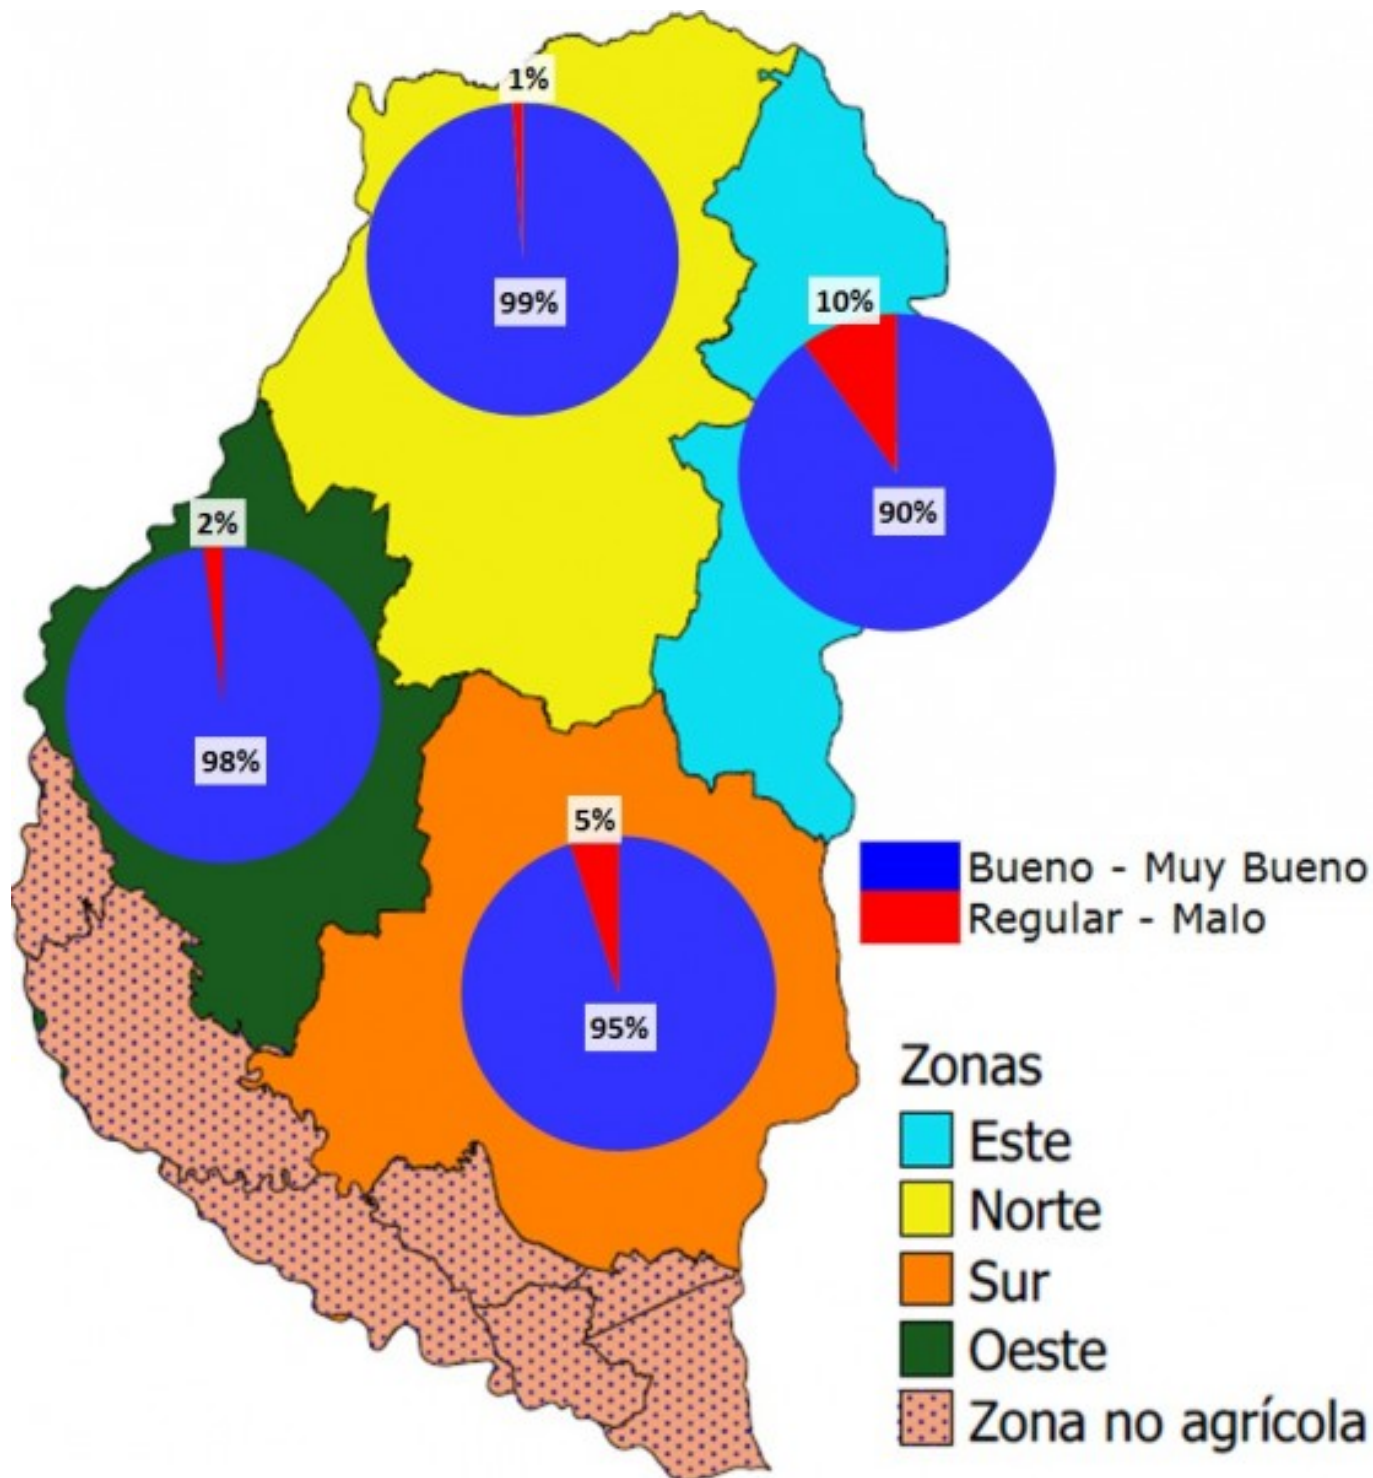 1%
99%
10%
90%
2%
98%
5%
95%
Bueno - Muy Bueno
Regular - Malo
Zonas
Este
Norte
Sur
Oeste
Zona no agrícola